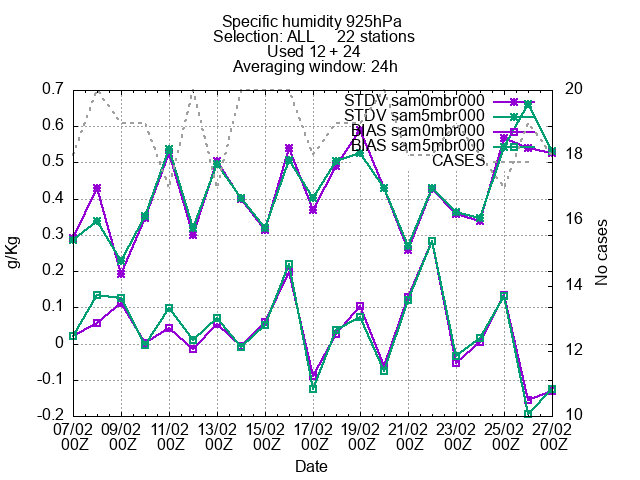 Specific humidity 925hPa
Selection: ALL 22 stations
Used 12 + 24
Averaging window: 24h
0.7
0.6
0.5
0.4
0.3
0.2
0.1
0
-0.1
-0.2
g/Kg
20
18
16
14
12
10
No cases
STDV sam0mbr000
STDV sam5mbr000
BIAS sam0mbr000
BIAS sam5mbr000
CASES
07/02 09/02 11/02 13/02 15/02 17/02 19/02 21/02 23/02 25/02 27/02
00Z 00Z 00Z 00Z 00Z 00Z 00Z 00Z 00Z 00Z 00Z
Date